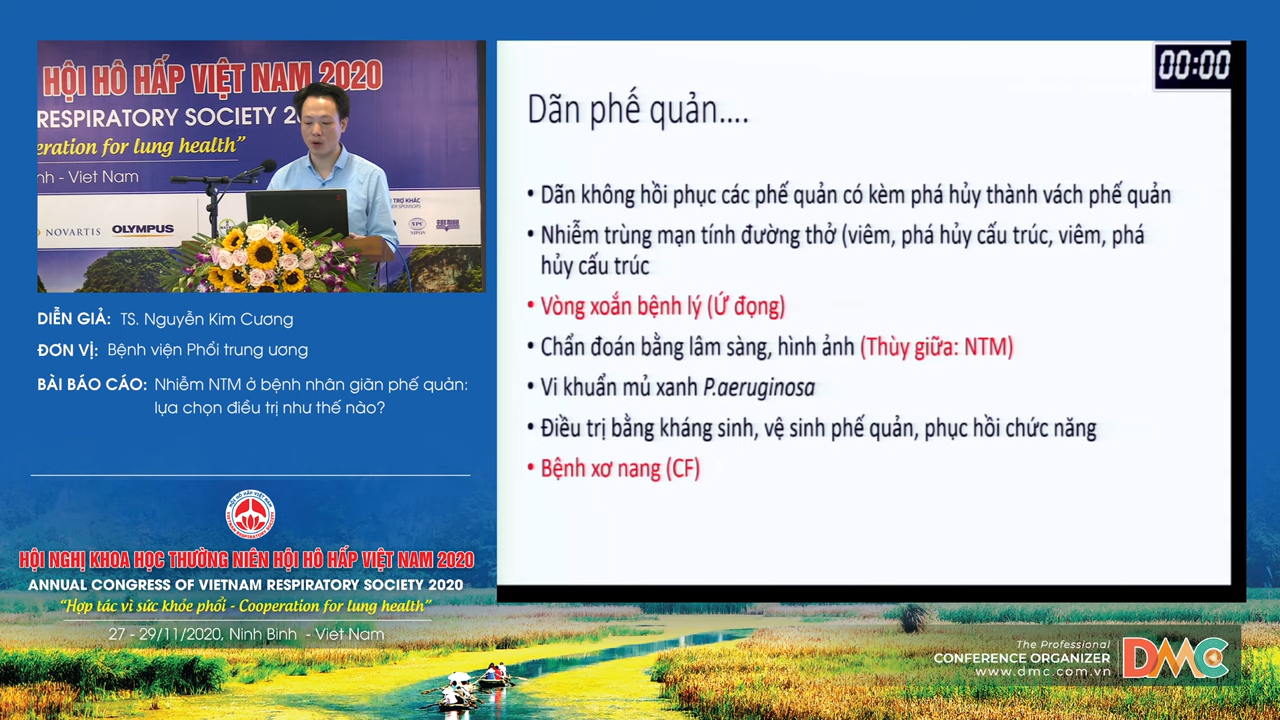 HỘI HÔ HẤP VIỆT NAM 2020
RESPIRATORY SOCIETY 2
eration for lung health"
nh - Viet Nam
TRỢ KHÁC
NOVARTIS
OLYMPUS
DIỄN GIẢ: TS. Nguyễn Kim Cương
ĐƠN VỊ: Bệnh viện Phổi trung ương
BÀI BÁO CÁO: Nhiễm NTM ở bệnh nhân giãn phế quản:
lựa chọn điều trị như thế nào?
HỘI NGHỊ KHOA HỌC THƯỜNG NIÊN HỘI HÔ HẤP VIỆT NAM 2020
ANNUAL CONGRESS OF VIETNAM RESPIRATORY SOCIETY 2020
"Hợp tác vì sức khỏe phổi - Cooperation for lung health"
27 - 29/11/2020, Ninh Binh - Viet Nam
00:00
Dãn phế quản....
• Dãn không hồi phục các phế quản có kèm phá hủy thành vách phế quản
• Nhiễm trùng mạn tính đường thở (viêm, phá hủy cấu trúc, viêm, phá
hủy cấu trúc
• Vòng xoắn bệnh lý (Ứ đọng)
• Chẩn đoán bằng lâm sàng, hình ảnh (Thùy giữa: NTM)
• Vi khuẩn mủ xanh P.aeruginosa
• Điều trị bằng kháng sinh, vệ sinh phế quản, phục hồi chức năng
• Bệnh xơ nang (CF)
The Professional
CONFERENCE ORGANIZER
www.dmc.com.vn
DMC